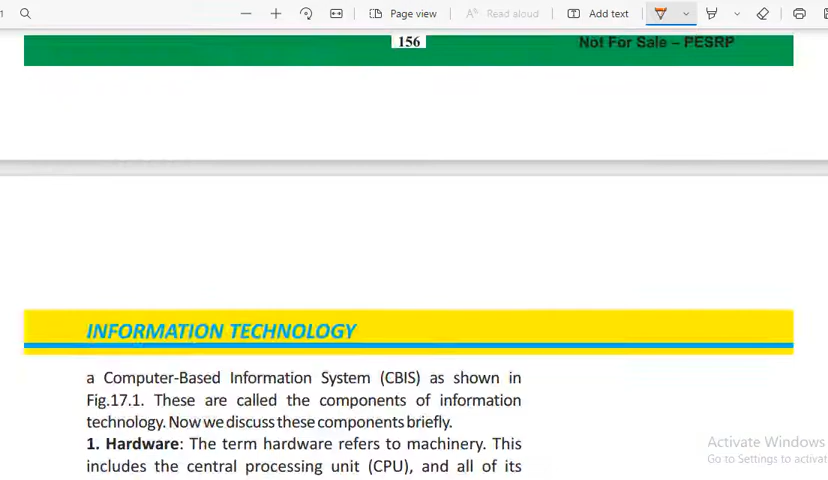 1
Page view
Read aloud
Add text
156
Not For Sale – PESRP
INFORMATION TECHNOLOGY
a Computer-Based Information System (CBIS) as shown in
Fig.17.1. These are called the components of information
technology. Now we discuss these components briefly.
1. Hardware: The term hardware refers to machinery. This
includes the central processing unit (CPU), and all of its
Activate Windows
Go to Settings to activat